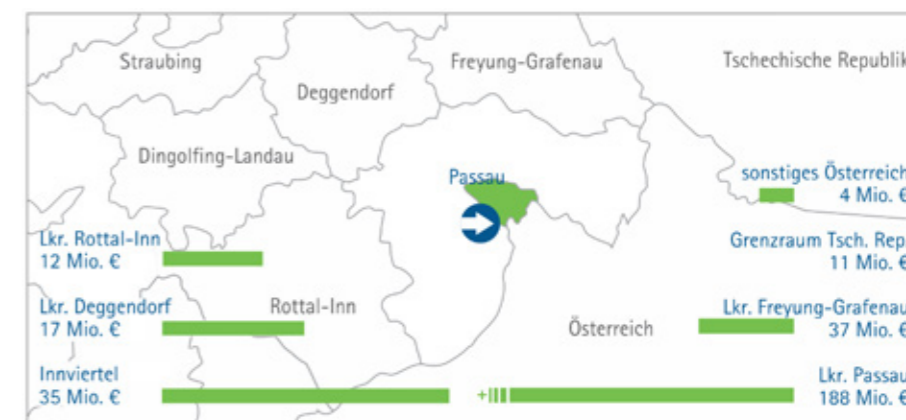 Straubing
Freyung-Grafenau
Tschechische Republik
Deggendorf
Dingolfing-Landau
Passau
sonstiges Österreich
4 Mio. €
Lkr. Rottal-Inn
12 Mio. €
Grenzraum Tsch. Rep.
11 Mio. €
Lkr. Deggendorf
17 Mio. €
Rottal-Inn
Österreich
Lkr. Freyung-Grafenau
37 Mio. €
Innviertel
35 Mio. €
+
Lkr. Passau
188 Mio. €